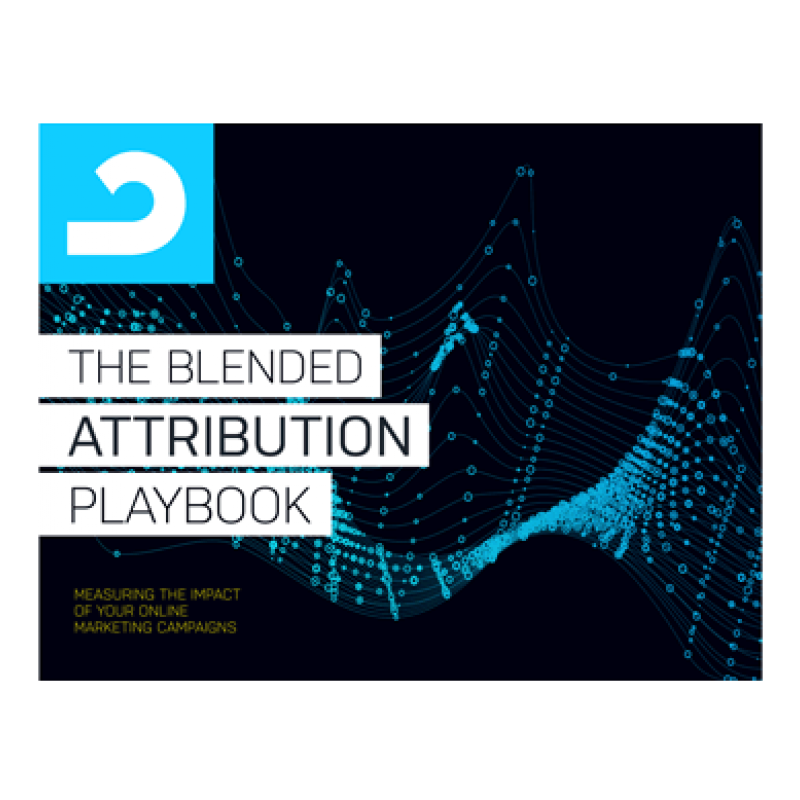 THE BLENDED
ATTRIBUTION
PLAYBOOK
MEASURING THE IMPACT
OF YOUR ONLINE
MARKETING CAMPAIGNS